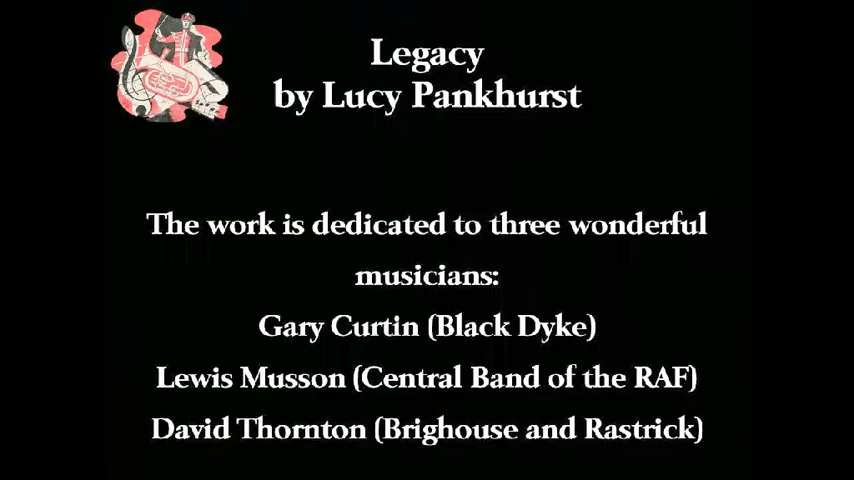 Legacy
by Lucy Pankhurst
The work is dedicated to three wonderful
musicians:
Gary Curtin (Black Dyke)
Lewis Musson (Central Band of the RAF)
David Thornton (Brighouse and Rastrick)